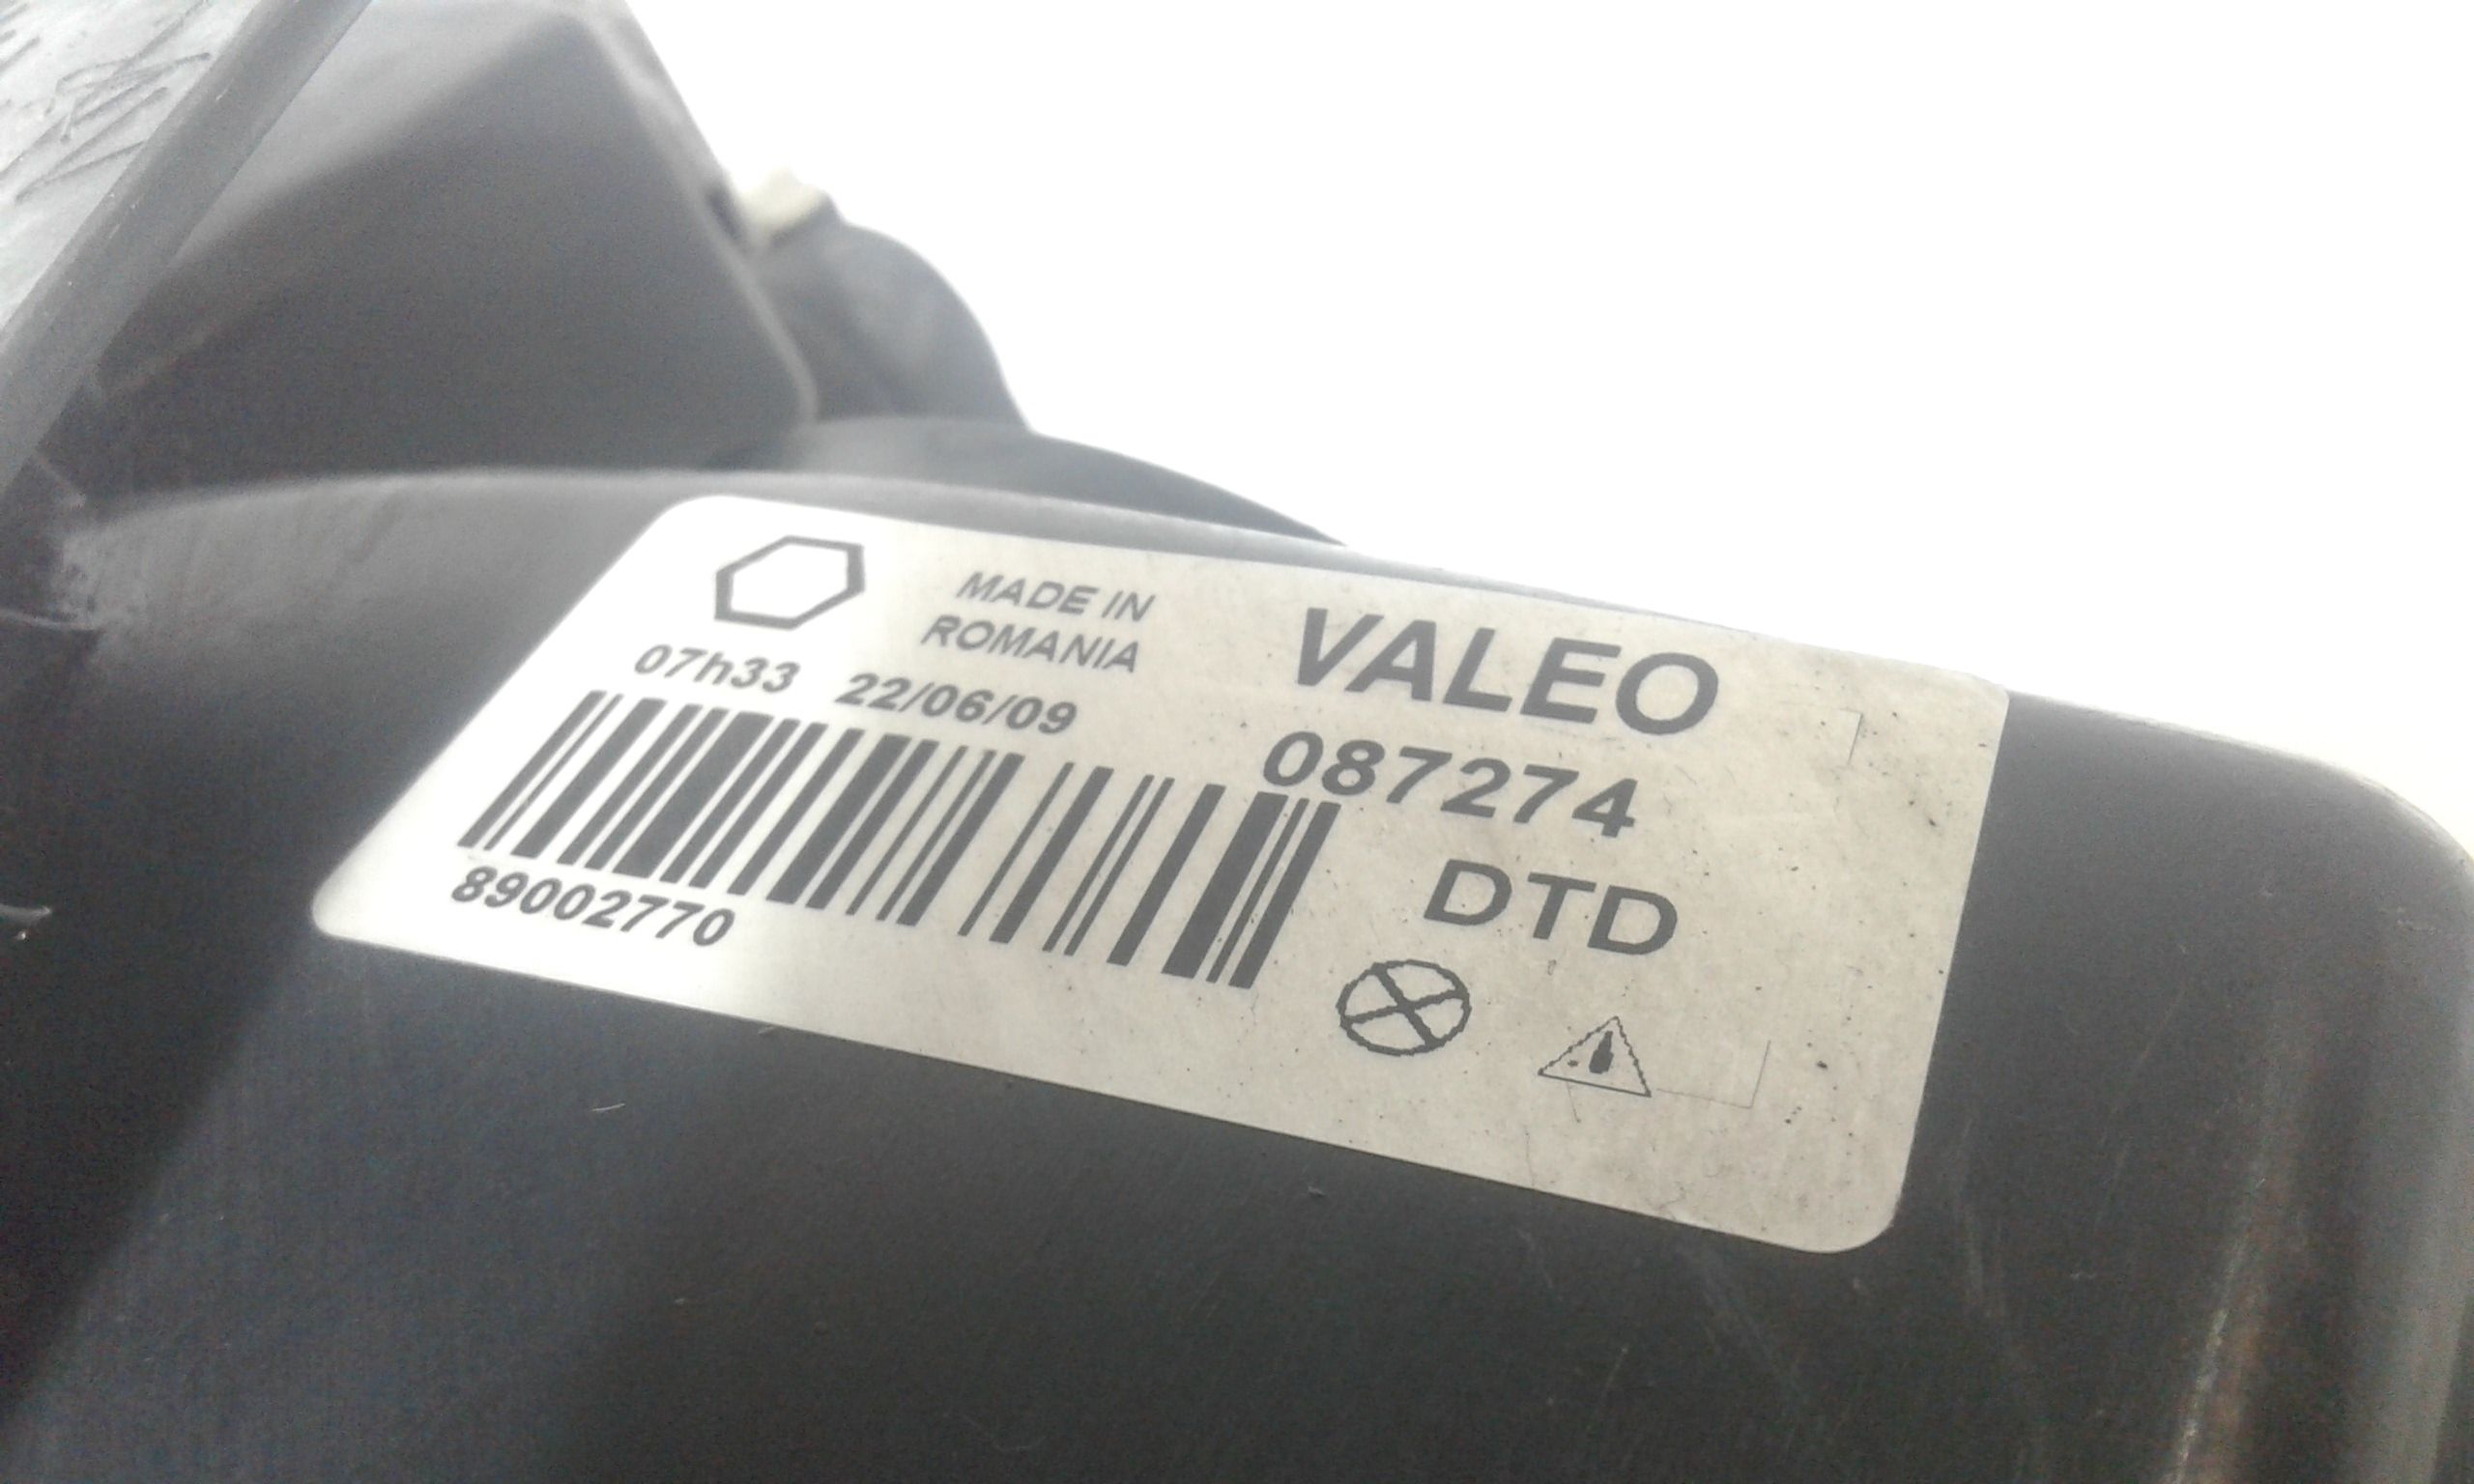 MADE IN
ROMANIA
07h33 22/06/09
89002770
VALEO
087274
DTD